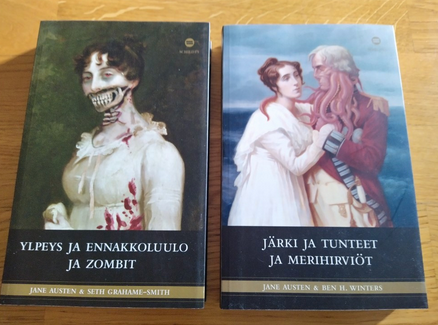 YLPEYS JA ENNAKKOLUULO
JA ZOMBIT
JANE AUSTEN & SETH GRAHAME-SMITH
JÄRKI JA TUNTEET
JA MERIHIRVIÖT
JANE AUSTEN & BEN H. WINTERS